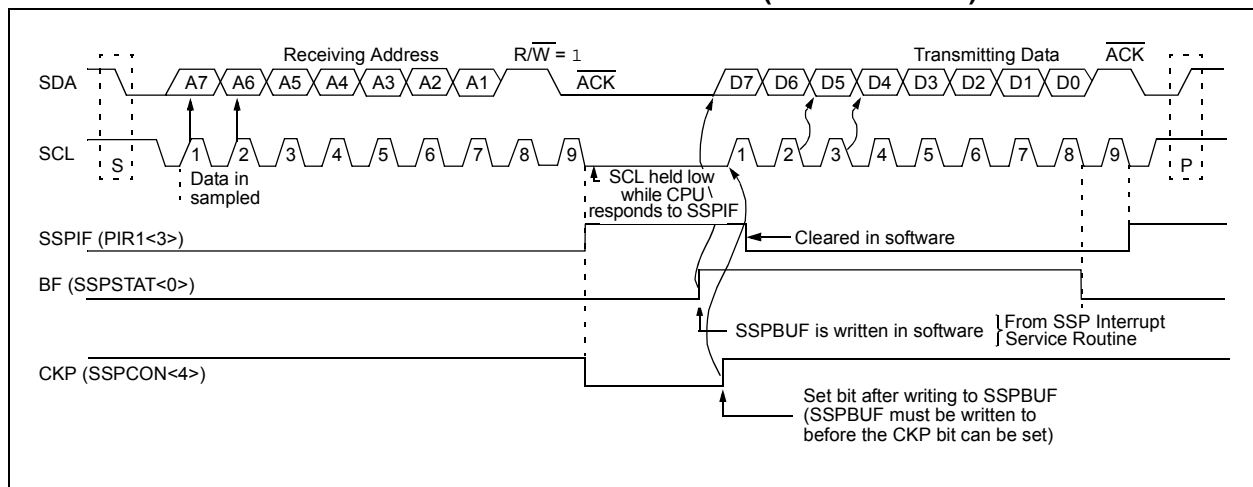 Receiving Address R/W = 1 Transmitting Data ACK
SDA A7 A6 A5 A4 A3 A2 A1 ACK D7 D6 D5 D4 D3 D2 D1 D0
SCL 1 2 3 4 5 6 7 8 9 1 2 3 4 5 6 7 8 9
S P
Data in
sampled
SCL held low
while CPU
responds to SSPIF
SSPIF (PIR1<3>)
Cleared in software
BF (SSPSTAT<0>)
SSPBUF is written in software
From SSP Interrupt
Service Routine
CKP (SSPCON<4>)
Set bit after writing to SSPBUF
(SSPBUF must be written to
before the CKP bit can be set)